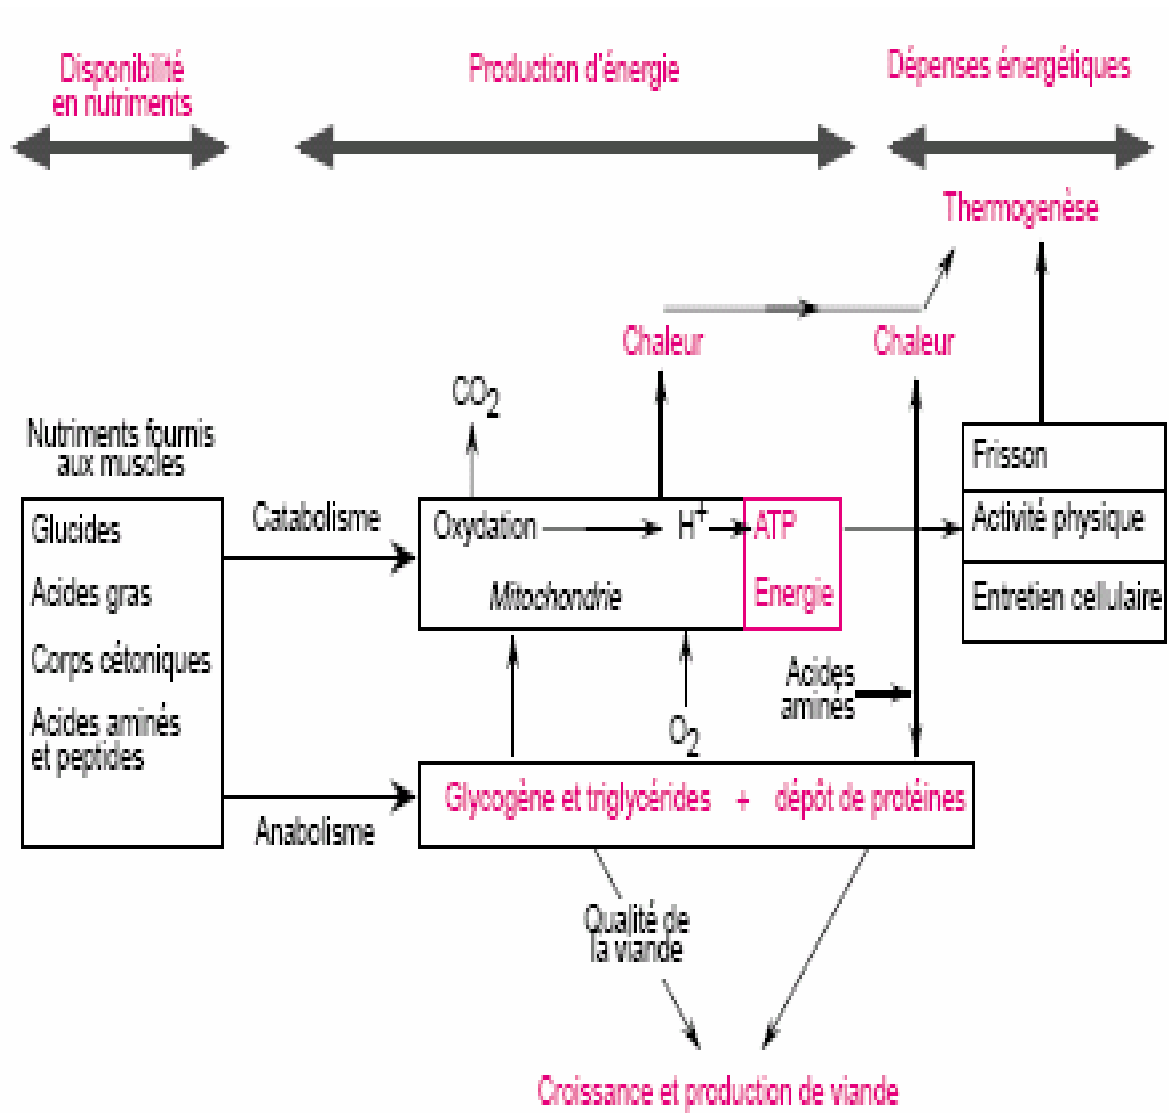 Disponibilité
en nutriments
Production d'énergie
Dépenses énergétiques
Thermogenèse
Chaleur
Chaleur
CO2
Nutriments fournis
aux muscles
Glucides
Acides gras
Corps cétoniques
Acides aminés
et peptides
Catabolisme
Anabolisme
Oxydation
H+
ATP
Mitochondrie
Energie
Frisson
Activité physique
Entretien cellulaire
Acides
aminés
O2
Glycogène et triglycérides + dépôt de protéines
Qualité de
la viande
Croissance et production de viande